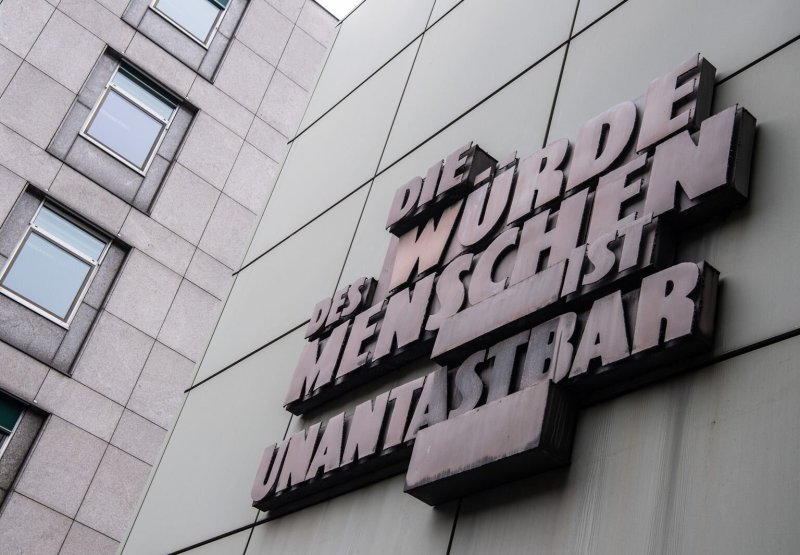 DIE
WÜRDE
DES
MENSCHEN
IST
UNANTASTBAR